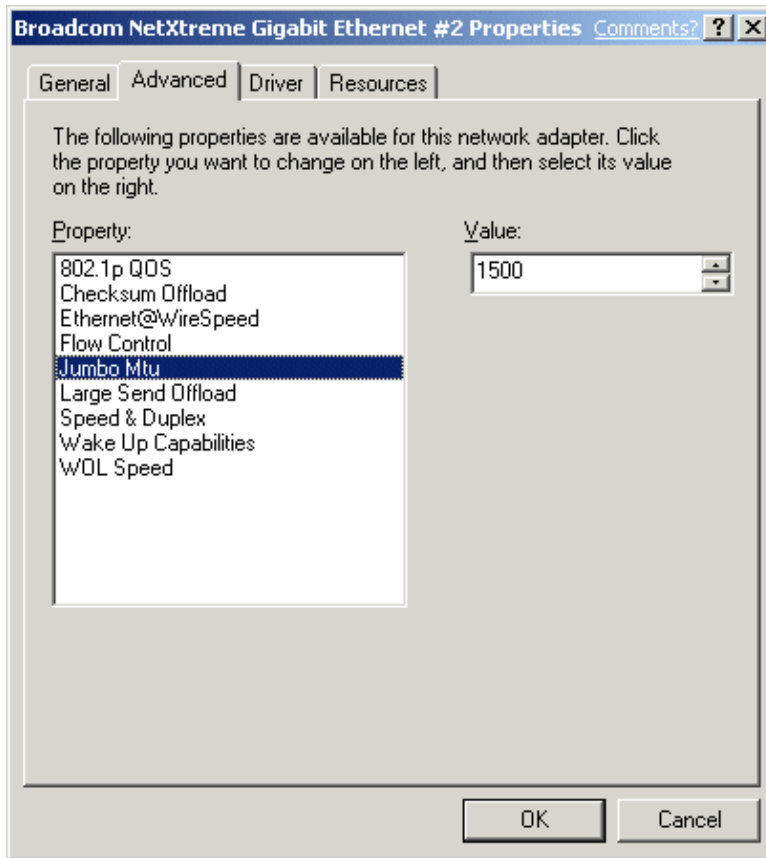 Broadcom NetXtreme Gigabit Ethernet #2 Properties Comments? ?
General Advanced Driver Resources
The following properties are available for this network adapter. Click
the property you want to change on the left, and then select its value
on the right.
Property: Value:
802.1p QOS 1500
Checksum Offload
Ethernet@WireSpeed
Flow Control
Jumbo Mtu
Large Send Offload
Speed & Duplex
Wake Up Capabilities
WOL Speed
OK Cancel